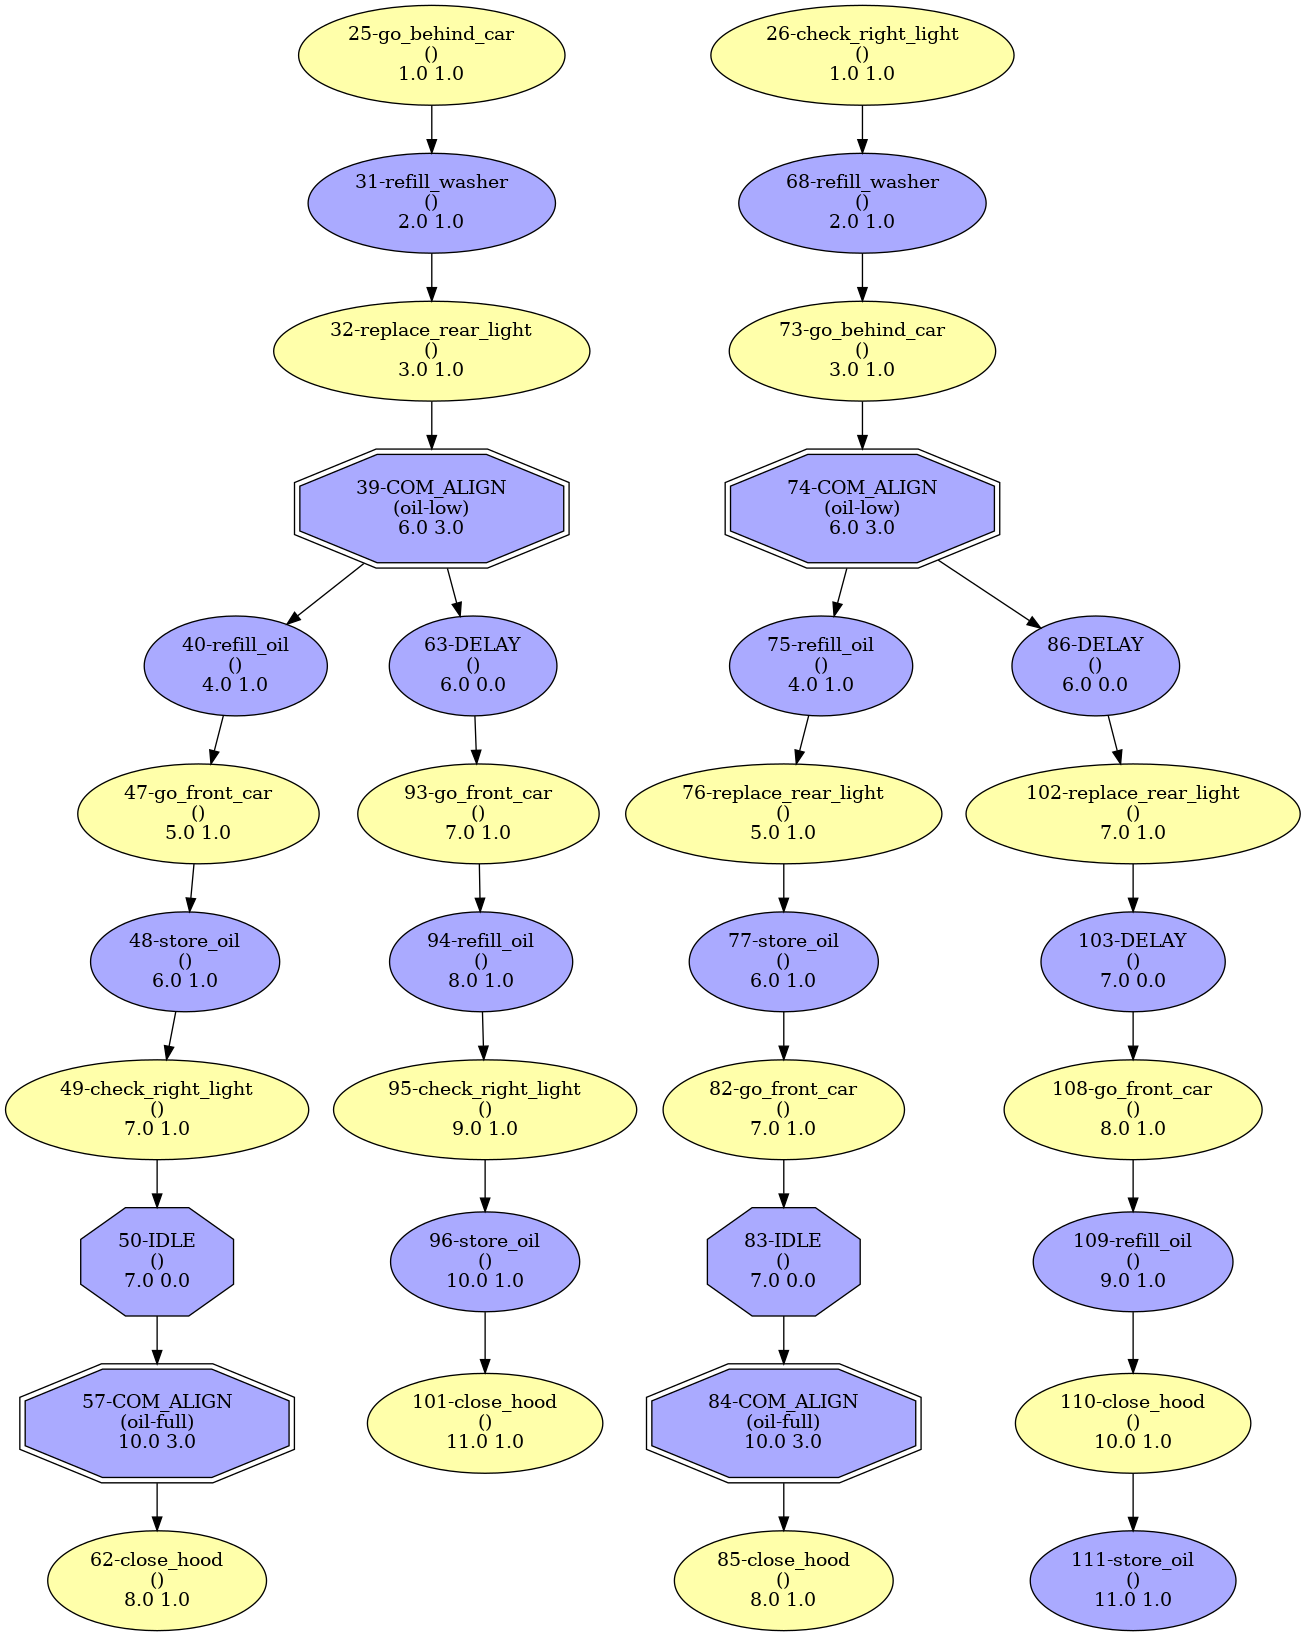 25-go_behind_car
()
1.0 1.0
26-check_right_light
()
1.0 1.0
31-refill_washer
()
2.0 1.0
68-refill_washer
()
2.0 1.0
32-replace_rear_light
()
3.0 1.0
73-go_behind_car
()
3.0 1.0
39-COM_ALIGN
(oil-low)
6.0 3.0
74-COM_ALIGN
(oil-low)
6.0 3.0
40-refill_oil
()
4.0 1.0
63-DELAY
()
6.0 0.0
75-refill_oil
()
4.0 1.0
86-DELAY
()
6.0 0.0
47-go_front_car
()
5.0 1.0
93-go_front_car
()
7.0 1.0
76-replace_rear_light
()
5.0 1.0
102-replace_rear_light
()
7.0 1.0
48-store_oil
()
6.0 1.0
94-refill_oil
()
8.0 1.0
77-store_oil
()
6.0 1.0
103-DELAY
()
7.0 0.0
49-check_right_light
()
7.0 1.0
95-check_right_light
()
9.0 1.0
82-go_front_car
()
7.0 1.0
108-go_front_car
()
8.0 1.0
50-IDLE
()
7.0 0.0
96-store_oil
()
10.0 1.0
83-IDLE
()
7.0 0.0
109-refill_oil
()
9.0 1.0
57-COM_ALIGN
(oil-full)
10.0 3.0
101-close_hood
()
11.0 1.0
84-COM_ALIGN
(oil-full)
10.0 3.0
110-close_hood
()
10.0 1.0
62-close_hood
()
8.0 1.0
85-close_hood
()
8.0 1.0
111-store_oil
()
11.0 1.0